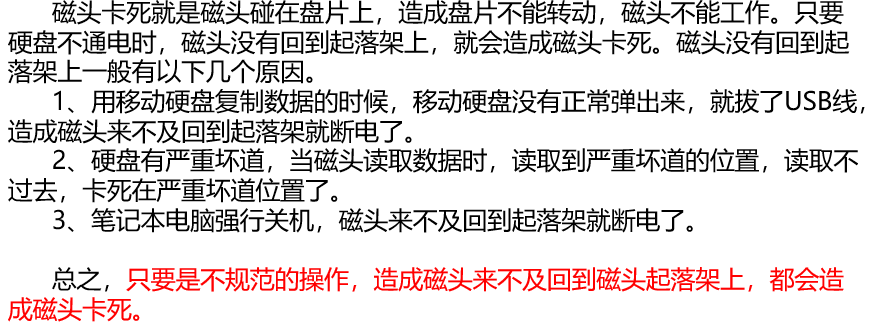 磁头卡死就是磁头碰在盘片上，造成盘片不能转动，磁头不能工作。只要
硬盘不通电时，磁头没有回到起落架上，就会造成磁头卡死。磁头没有回到起
落架上一般有以下几个原因。
1、用移动硬盘复制数据的时候，移动硬盘没有正常弹出来，就拔了USB线，
造成磁头来不及回到起落架就断电了。
2、硬盘有严重坏道，当磁头读取数据时，读取到严重坏道的位置，读取不
过去，卡死在严重坏道位置了。
3、笔记本电脑强行关机，磁头来不及回到起落架就断电了。
总之，只要是不规范的操作，造成磁头来不及回到磁头起落架上，都会造
成磁头卡死。